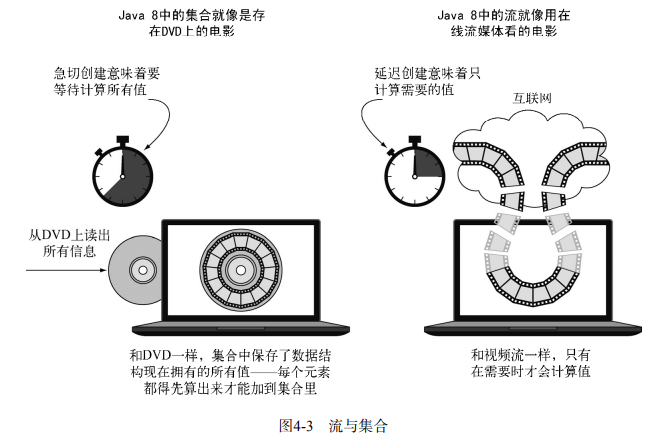 Java 8中的集合就像是存
在DVD上的电影
急切创建意味着要
等待计算所有值
从DVD上读出
所有信息
和DVD一样，集合中保存了数据结
构现在拥有的所有值——每个元素
都得先算出来才能加到集合里
Java 8中的流就像用在
线流媒体看的电影
延迟创建意味着只
计算需要的值
互联网
和视频流一样，只有
在需要时才会计算值
图4-3 流与集合